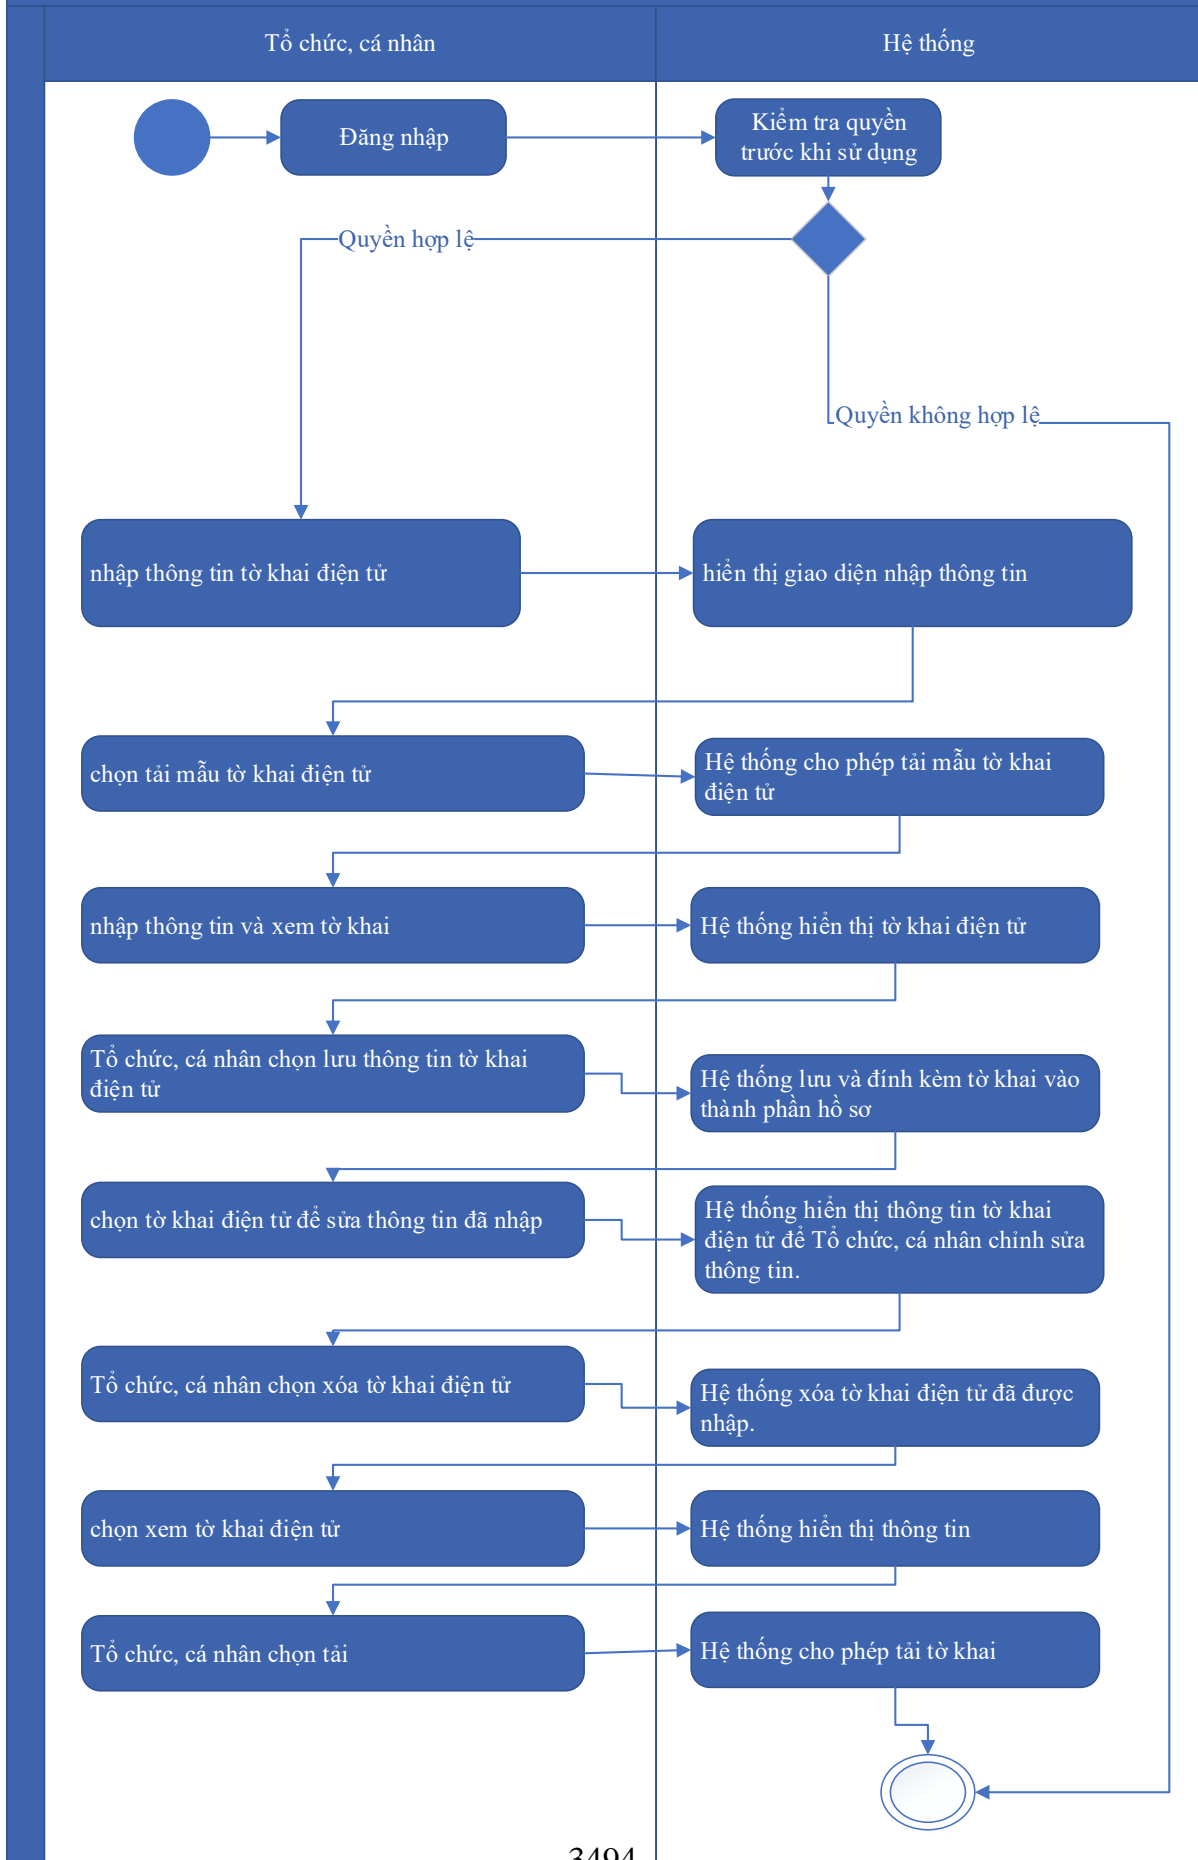 Tổ chức, cá nhân
Hệ thống
Đăng nhập
Kiểm tra quyền
trước khi sử dụng
Quyền hợp lệ
Quyền không hợp lệ
nhập thông tin tờ khai điện tử
hiển thị giao diện nhập thông tin
chọn tải mẫu tờ khai điện tử
Hệ thống cho phép tải mẫu tờ khai
điện tử
nhập thông tin và xem tờ khai
Hệ thống hiển thị tờ khai điện tử
Tổ chức, cá nhân chọn lưu thông tin tờ khai
điện tử
Hệ thống lưu và đính kèm tờ khai vào
thành phần hồ sơ
chọn tờ khai điện tử để sửa thông tin đã nhập
Hệ thống hiển thị thông tin tờ khai
điện tử để Tổ chức, cá nhân chỉnh sửa
thông tin.
Tổ chức, cá nhân chọn xóa tờ khai điện tử
Hệ thống xóa tờ khai điện tử đã được
nhập.
chọn xem tờ khai điện tử
Hệ thống hiển thị thông tin
Tổ chức, cá nhân chọn tải
Hệ thống cho phép tải tờ khai
3494